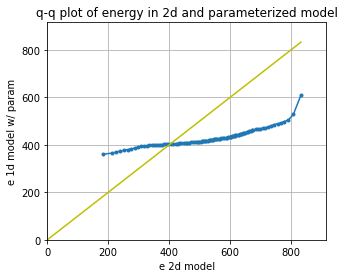 q-q plot of energy in 2d and parameterized model
800
600
400
200
0
e 1d model w/ param
0 200 400 600 800
e 2d model